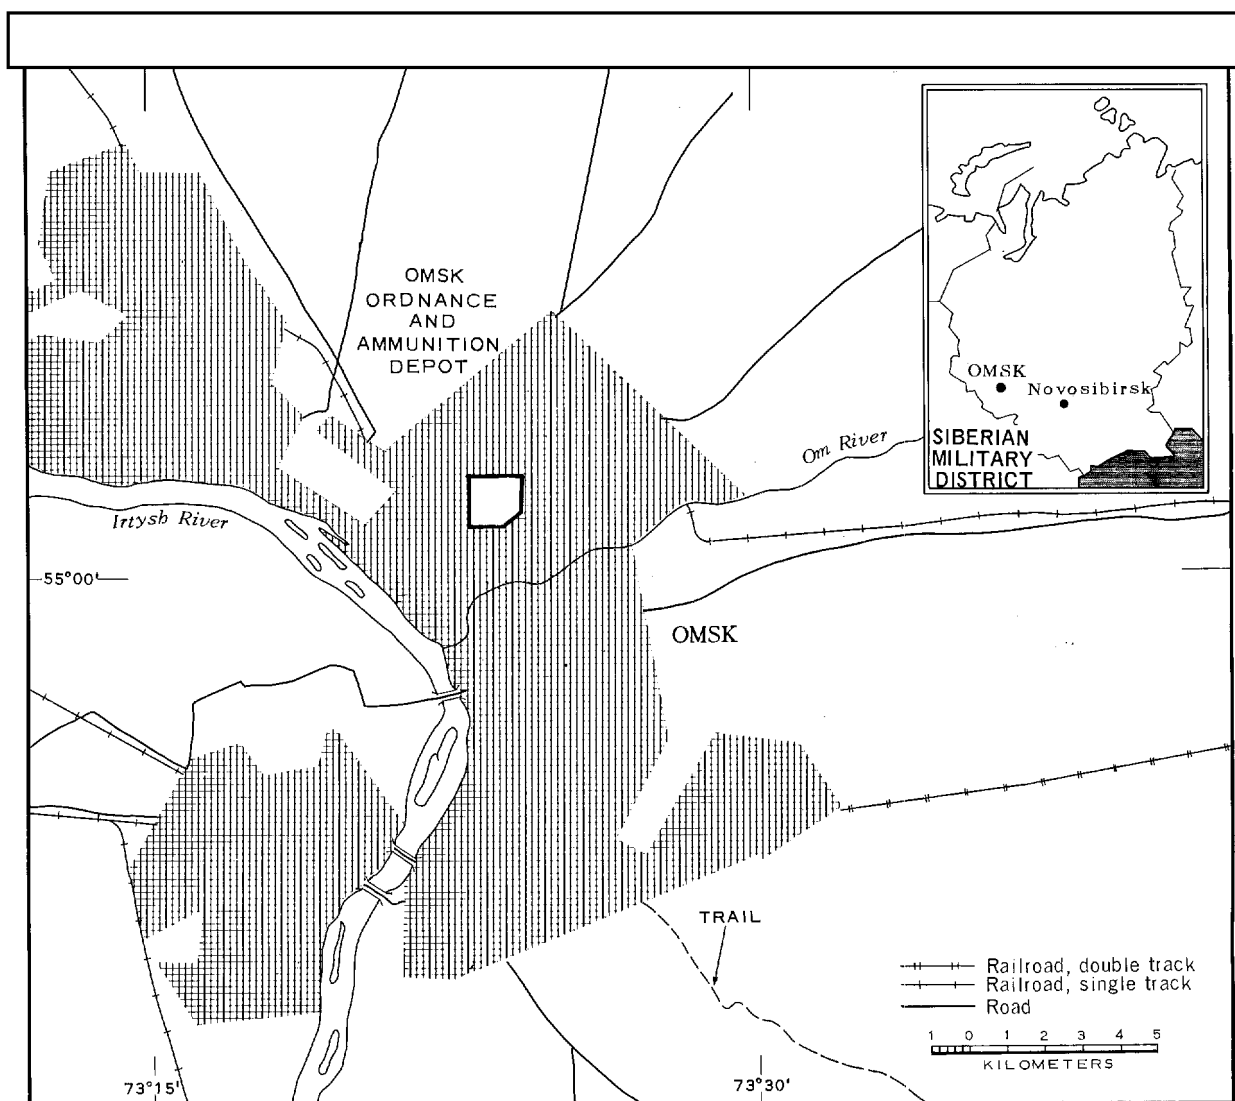 OMSK
ORDNANCE
AND
AMMUNITION
DEPOT
OMSK
Novosibirsk
SIBERIAN
MILITARY
DISTRICT
Om River
Irtysh River
55°00'
OMSK
TRAIL
Railroad, double track
Railroad, single track
Road
1 0 1 2 3 4 5
KILOMETERS
73°15'
73°30'